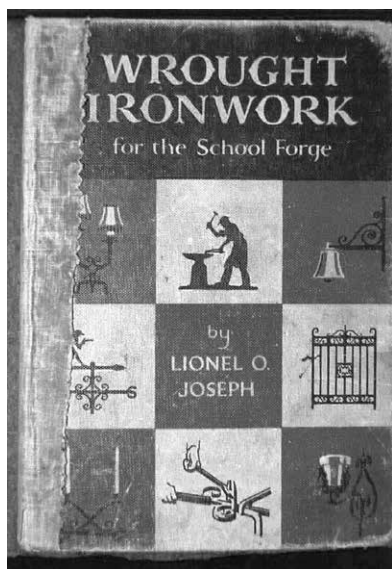 WROUGHT
IRONWORK
for the School Forge
by
LIONEL O.
JOSEPH
S